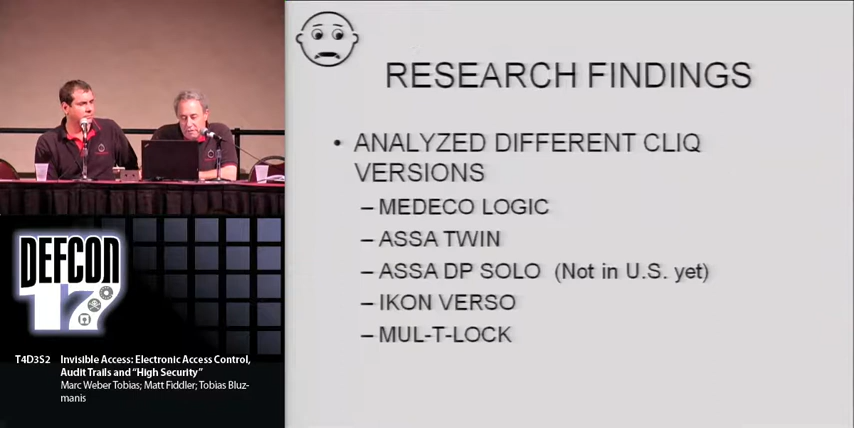 RESEARCH FINDINGS
• ANALYZED DIFFERENT CLIQ
VERSIONS
– MEDECO LOGIC
– ASSA TWIN
– ASSA DP SOLO (Not in U.S. yet)
– IKON VERSO
– MUL-T-LOCK
DEFCON
17
T4D3S2 Invisible Access: Electronic Access Control,
Audit Trails and “High Security”
Marc Weber Tobias; Matt Fiddler; Tobias Bluz-
manis